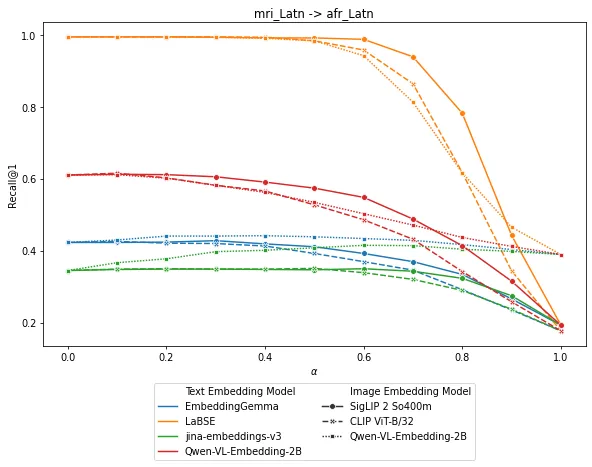 mri_Latn -> afr_Latn
Recall@1
1.0
0.8
0.6
0.4
0.2
0.0 0.2 0.4 0.6 0.8 1.0
α
Text Embedding Model Image Embedding Model
EmbeddingGemma SigLIP 2 So400m
LaBSE CLIP ViT-B/32
jina-embeddings-v3 Qwen-VL-Embedding-2B
Qwen-VL-Embedding-2B